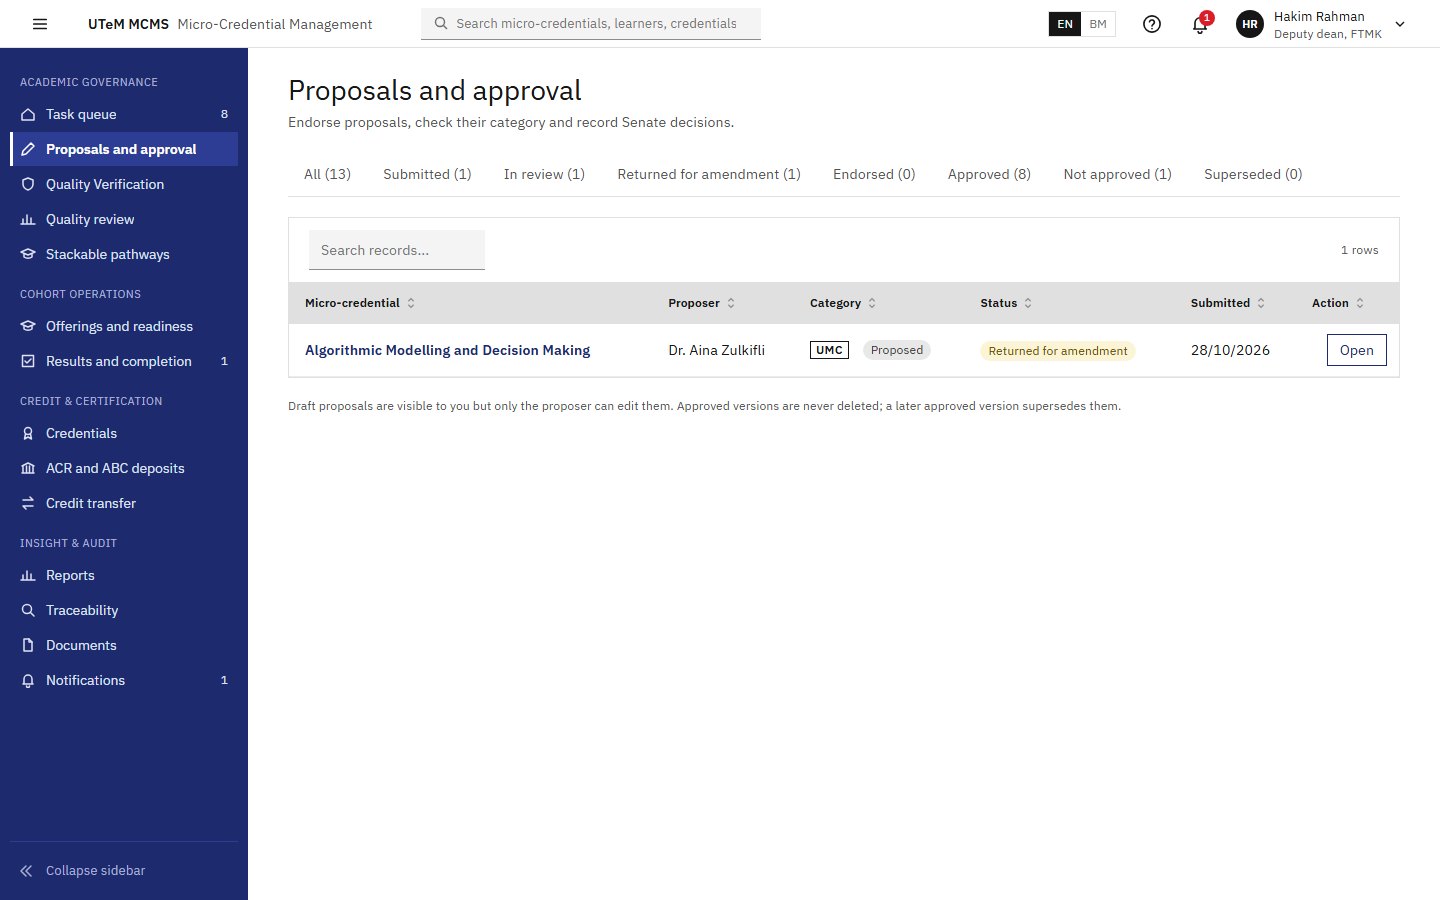 UTeM MCMS Micro-Credential Management
Search micro-credentials, learners, credentials
EN BM
1
HR
Hakim Rahman
Deputy dean, FTMK
ACADEMIC GOVERNANCE
Task queue 8
Proposals and approval
Quality Verification
Quality review
Stackable pathways
COHORT OPERATIONS
Offerings and readiness
Results and completion 1
CREDIT & CERTIFICATION
Credentials
ACR and ABC deposits
Credit transfer
INSIGHT & AUDIT
Reports
Traceability
Documents
Notifications 1
Collapse sidebar
Proposals and approval
Endorse proposals, check their category and record Senate decisions.
All (13) Submitted (1) In review (1) Returned for amendment (1) Endorsed (0) Approved (8) Not approved (1) Superseded (0)
Search records... 1 rows
Micro-credential Proposer Category Status Submitted Action
Algorithmic Modelling and Decision Making Dr. Aina Zulkifli UMC Proposed Returned for amendment 28/10/2026 Open
Draft proposals are visible to you but only the proposer can edit them. Approved versions are never deleted; a later approved version supersedes them.